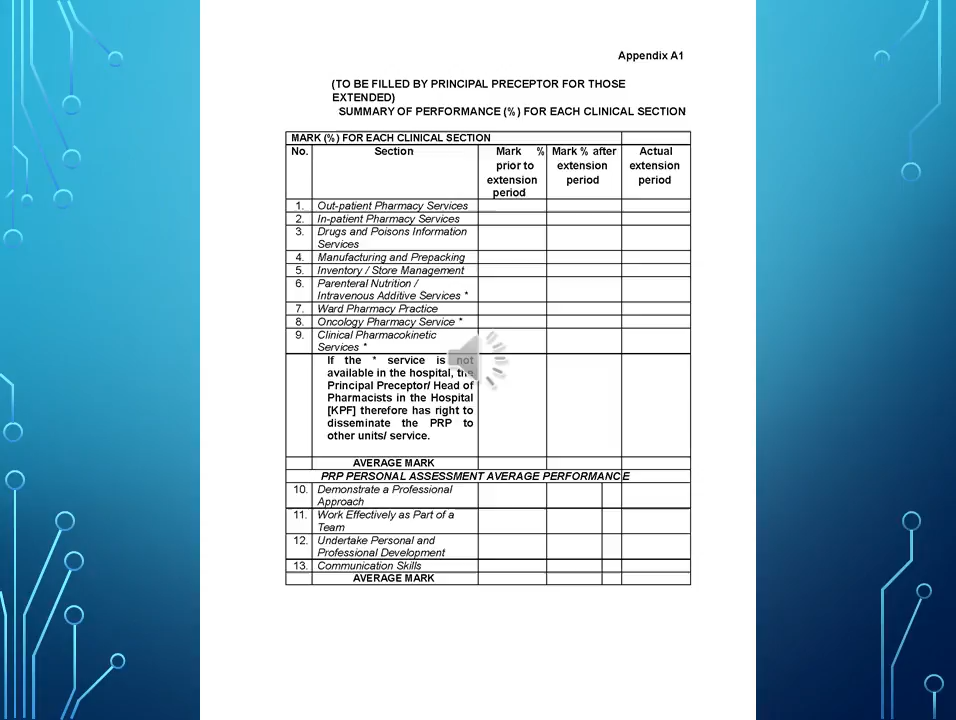 Appendix A1
(TO BE FILLED BY PRINCIPAL PRECEPTOR FOR THOSE
EXTENDED)
SUMMARY OF PERFORMANCE (%) FOR EACH CLINICAL SECTION
MARK (%) FOR EACH CLINICAL SECTION
No. Section Mark % Mark % after Actual
prior to extension extension
extension period period
period
1. Out-patient Pharmacy Services
2. In-patient Pharmacy Services
3. Drugs and Poisons Information
Services
4. Manufacturing and Prepacking
5. Inventory / Store Management
6. Parenteral Nutrition /
Intravenous Additive Services *
7. Ward Pharmacy Practice
8. Oncology Pharmacy Service *
9. Clinical Pharmacokinetic
Services *
If the * service is not
available in the hospital, the
Principal Preceptor/ Head of
Pharmacists in the Hospital
[KPF] therefore has right to
disseminate the PRP to
other units/ service.
AVERAGE MARK
PRP PERSONAL ASSESSMENT AVERAGE PERFORMANCE
10. Demonstrate a Professional
Approach
11. Work Effectively as Part of a
Team
12. Undertake Personal and
Professional Development
13. Communication Skills
AVERAGE MARK